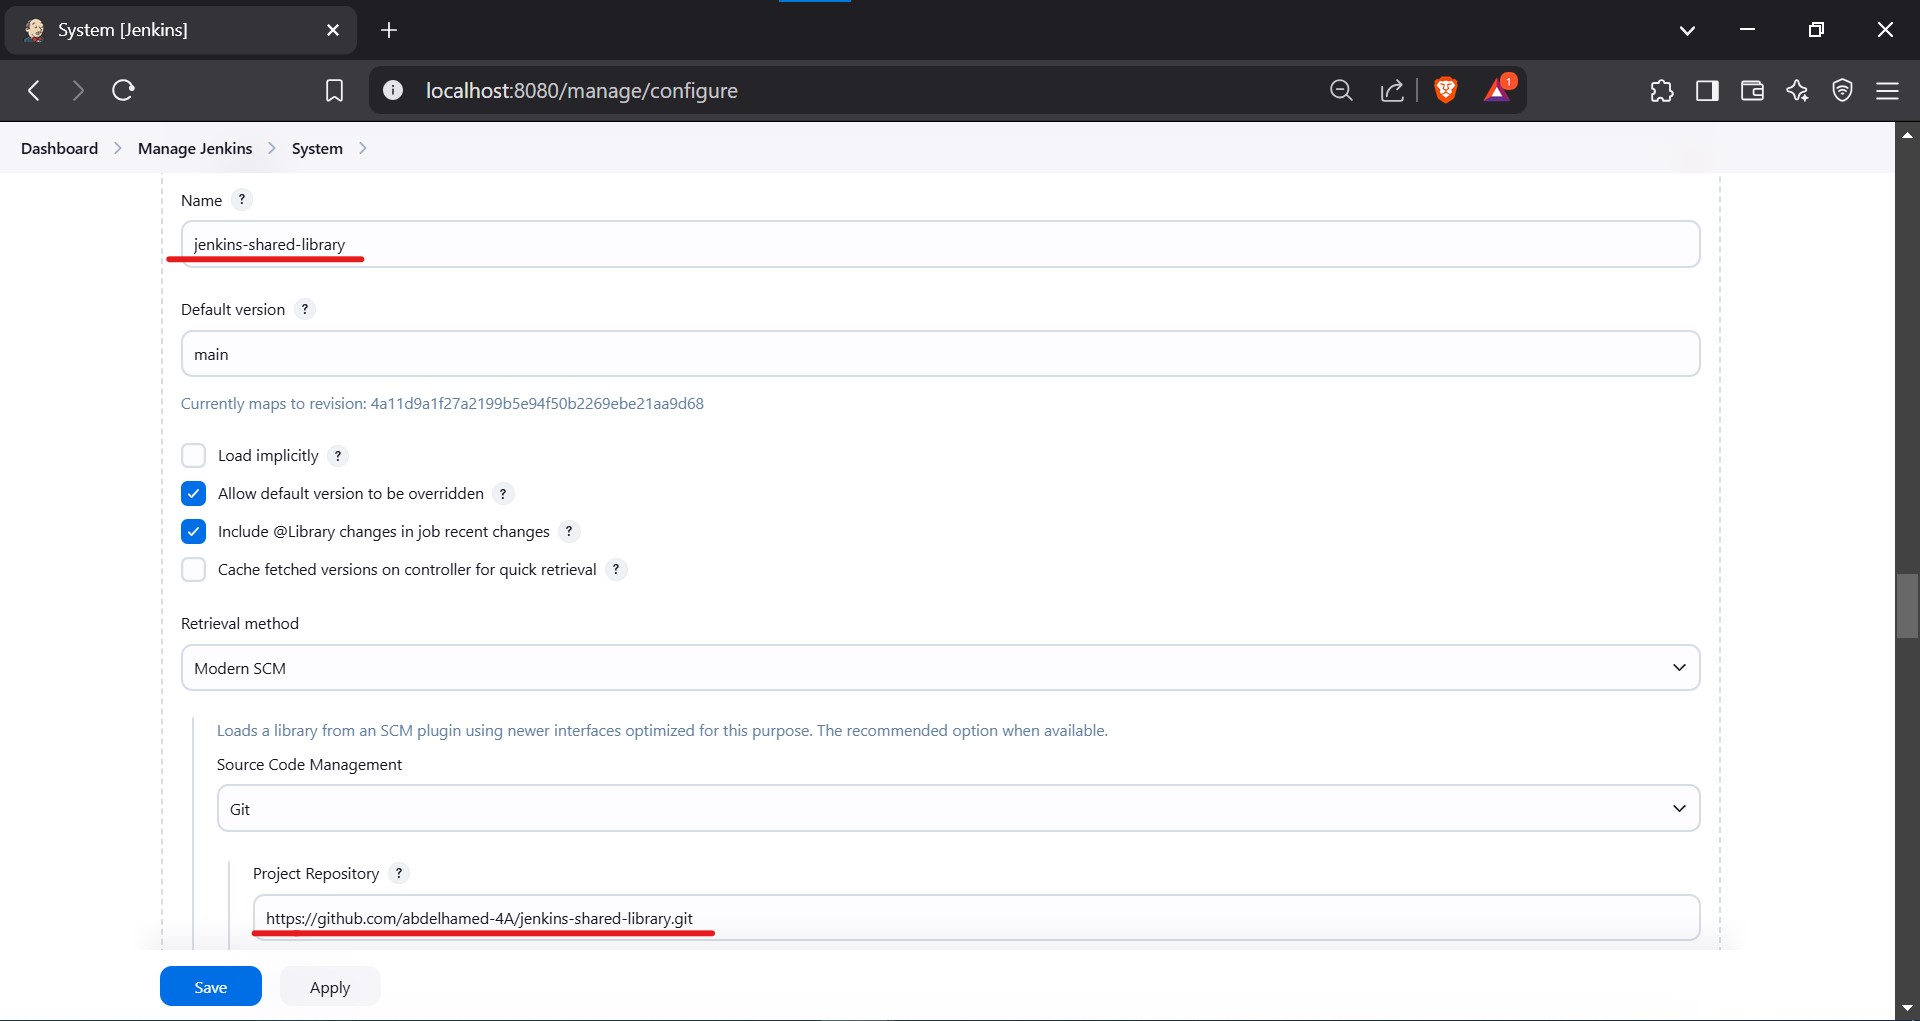 System [Jenkins]
localhost:8080/manage/configure
1
Dashboard > Manage Jenkins > System >
Name ?
jenkins-shared-library
Default version ?
main
Currently maps to revision: 4a11d9a1f27a2199b5e94f50b2269ebe21aa9d68
Load implicitly ?
Allow default version to be overridden ?
Include @Library changes in job recent changes ?
Cache fetched versions on controller for quick retrieval ?
Retrieval method
Modern SCM
Loads a library from an SCM plugin using newer interfaces optimized for this purpose. The recommended option when available.
Source Code Management
Git
Project Repository ?
https://github.com/abdelhamed-4A/jenkins-shared-library.git
Save Apply